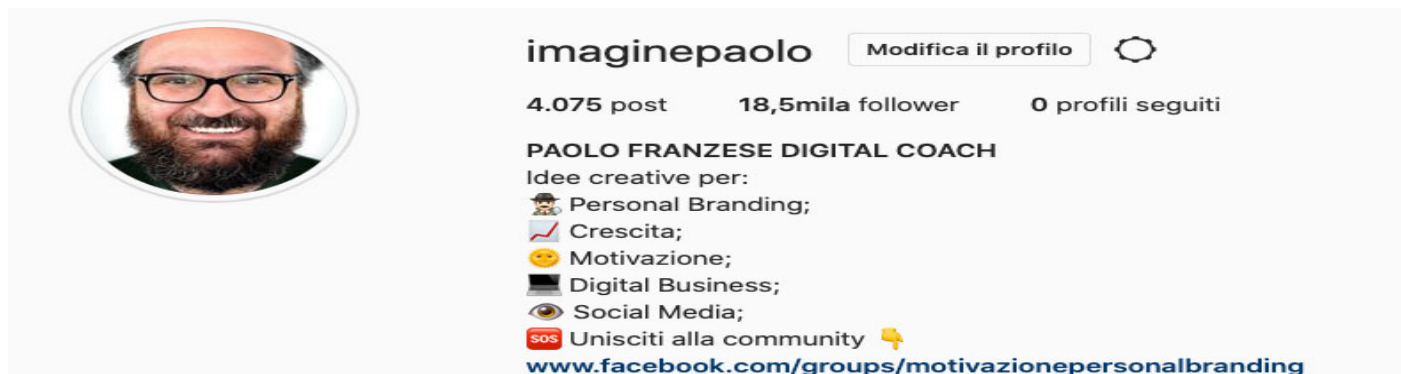 imaginepaolo Modifica il profilo
4.075 post 18,5mila follower 0 profili seguiti
PAOLO FRANZESE DIGITAL COACH
Idee creative per:
🕵🏻‍♂️ Personal Branding;
📈 Crescita;
🌞 Motivazione;
💻 Digital Business;
👁️ Social Media;
🆘 Unisciti alla community 👇
www.facebook.com/groups/motivazionepersonalbranding